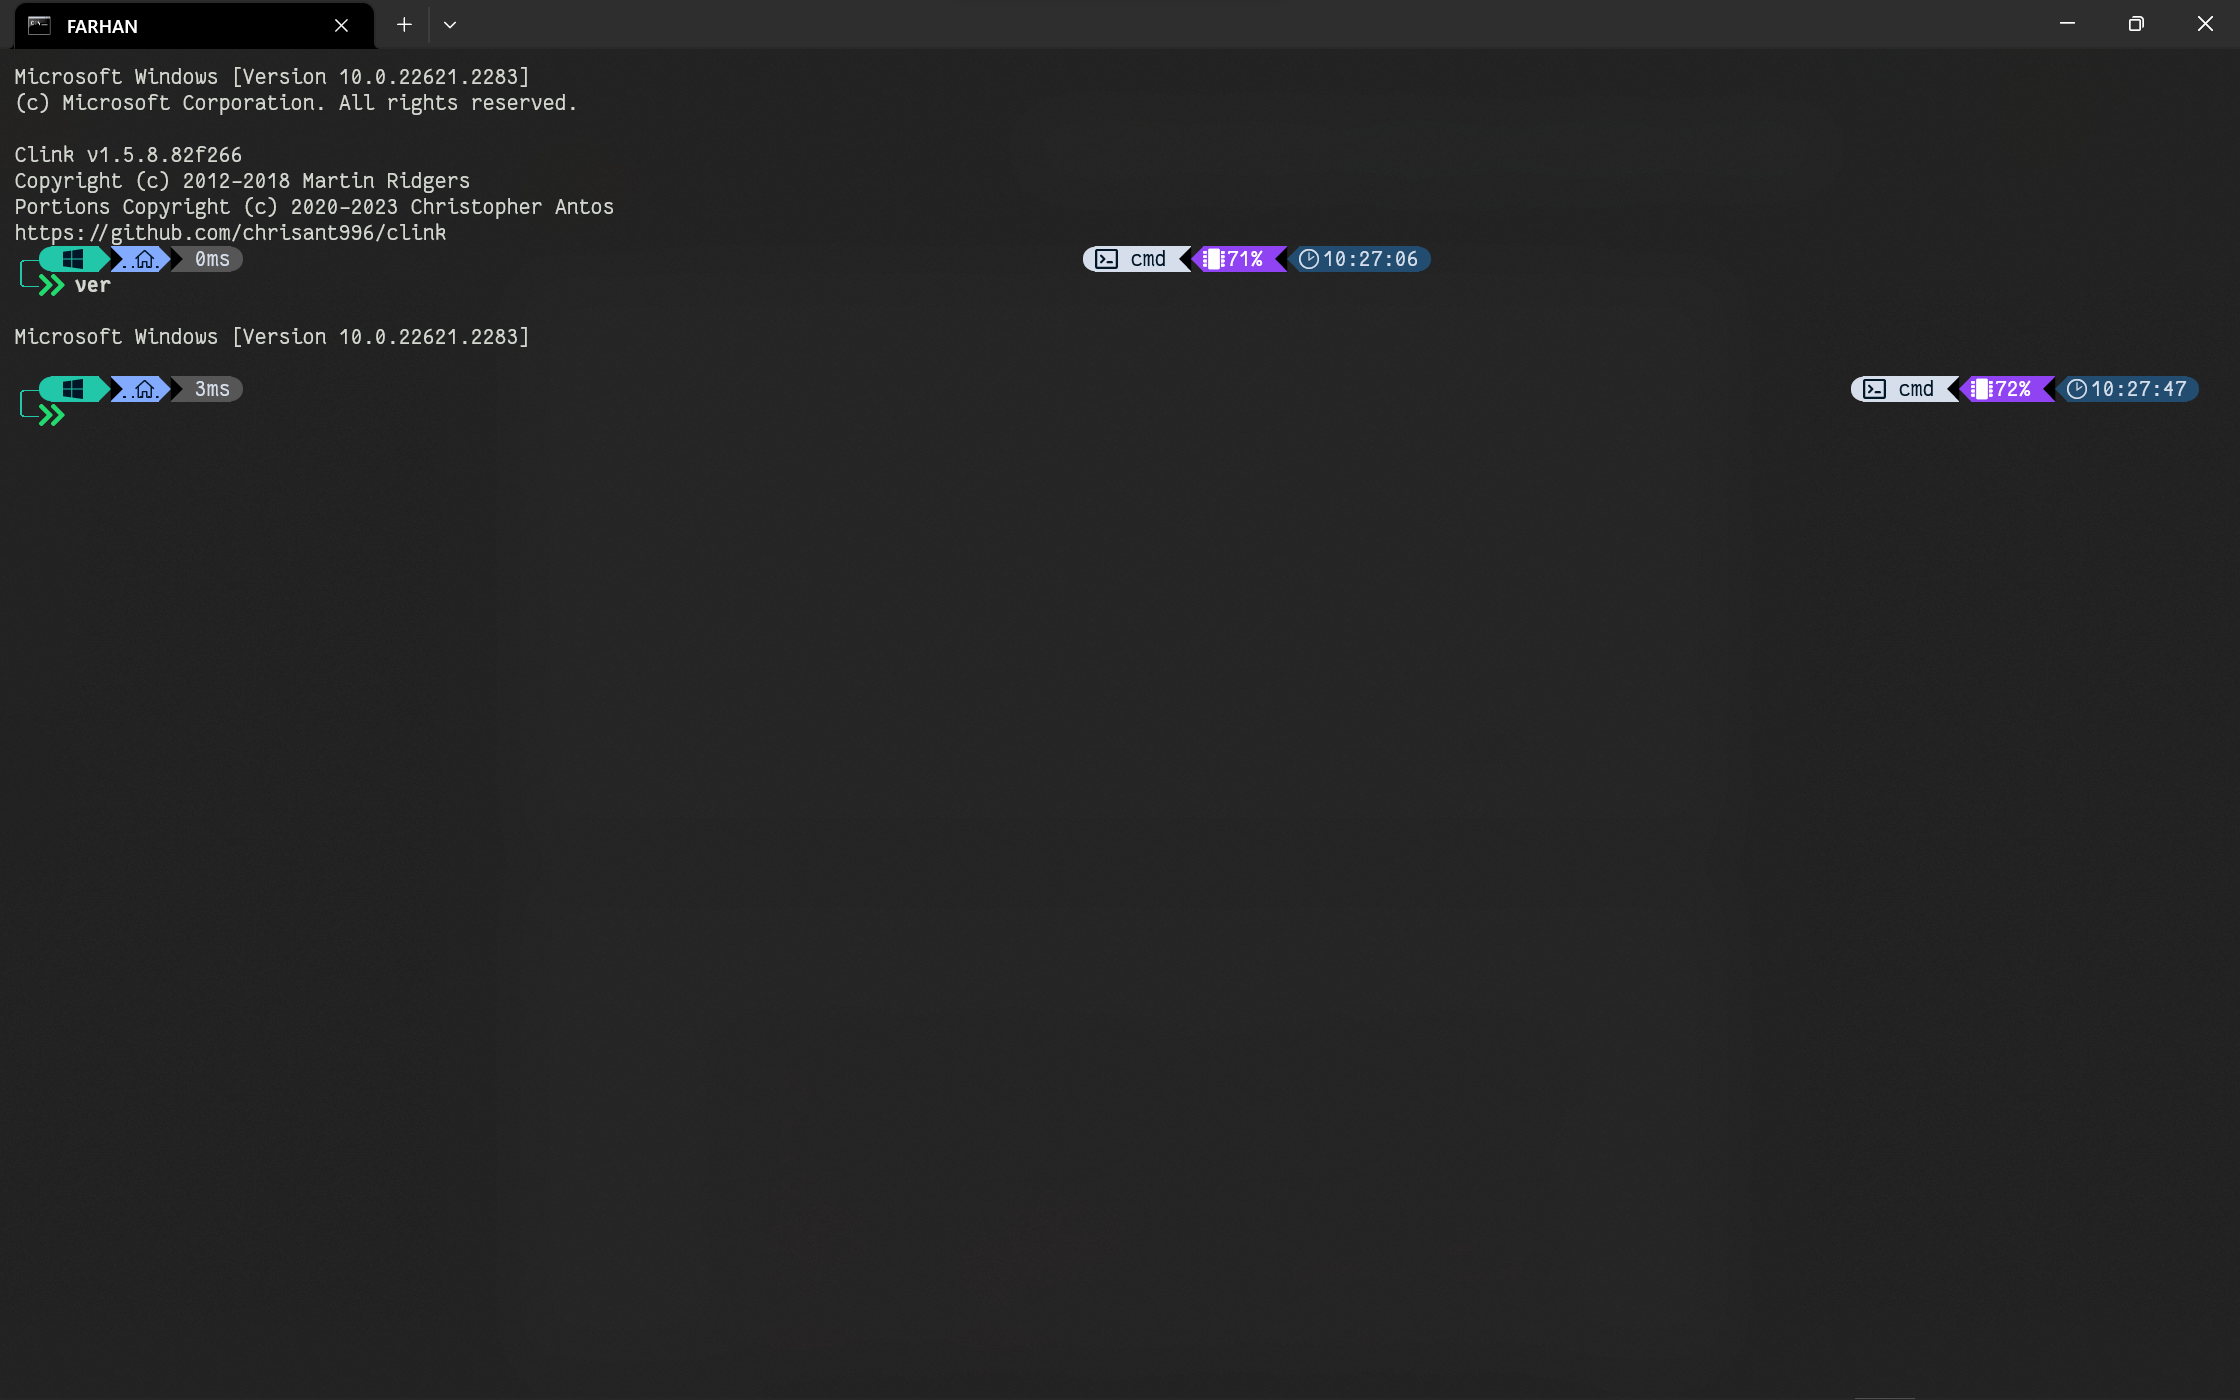 FARHAN
Microsoft Windows [Version 10.0.22621.2283]
(c) Microsoft Corporation. All rights reserved.
Clink v1.5.8.82f266
Copyright (c) 2012-2018 Martin Ridgers
Portions Copyright (c) 2020-2023 Christopher Antos
https://github.com/chrisant996/clink
.. . 0ms cmd 71% 10:27:06
ver
Microsoft Windows [Version 10.0.22621.2283]
.. . 3ms cmd 72% 10:27:47